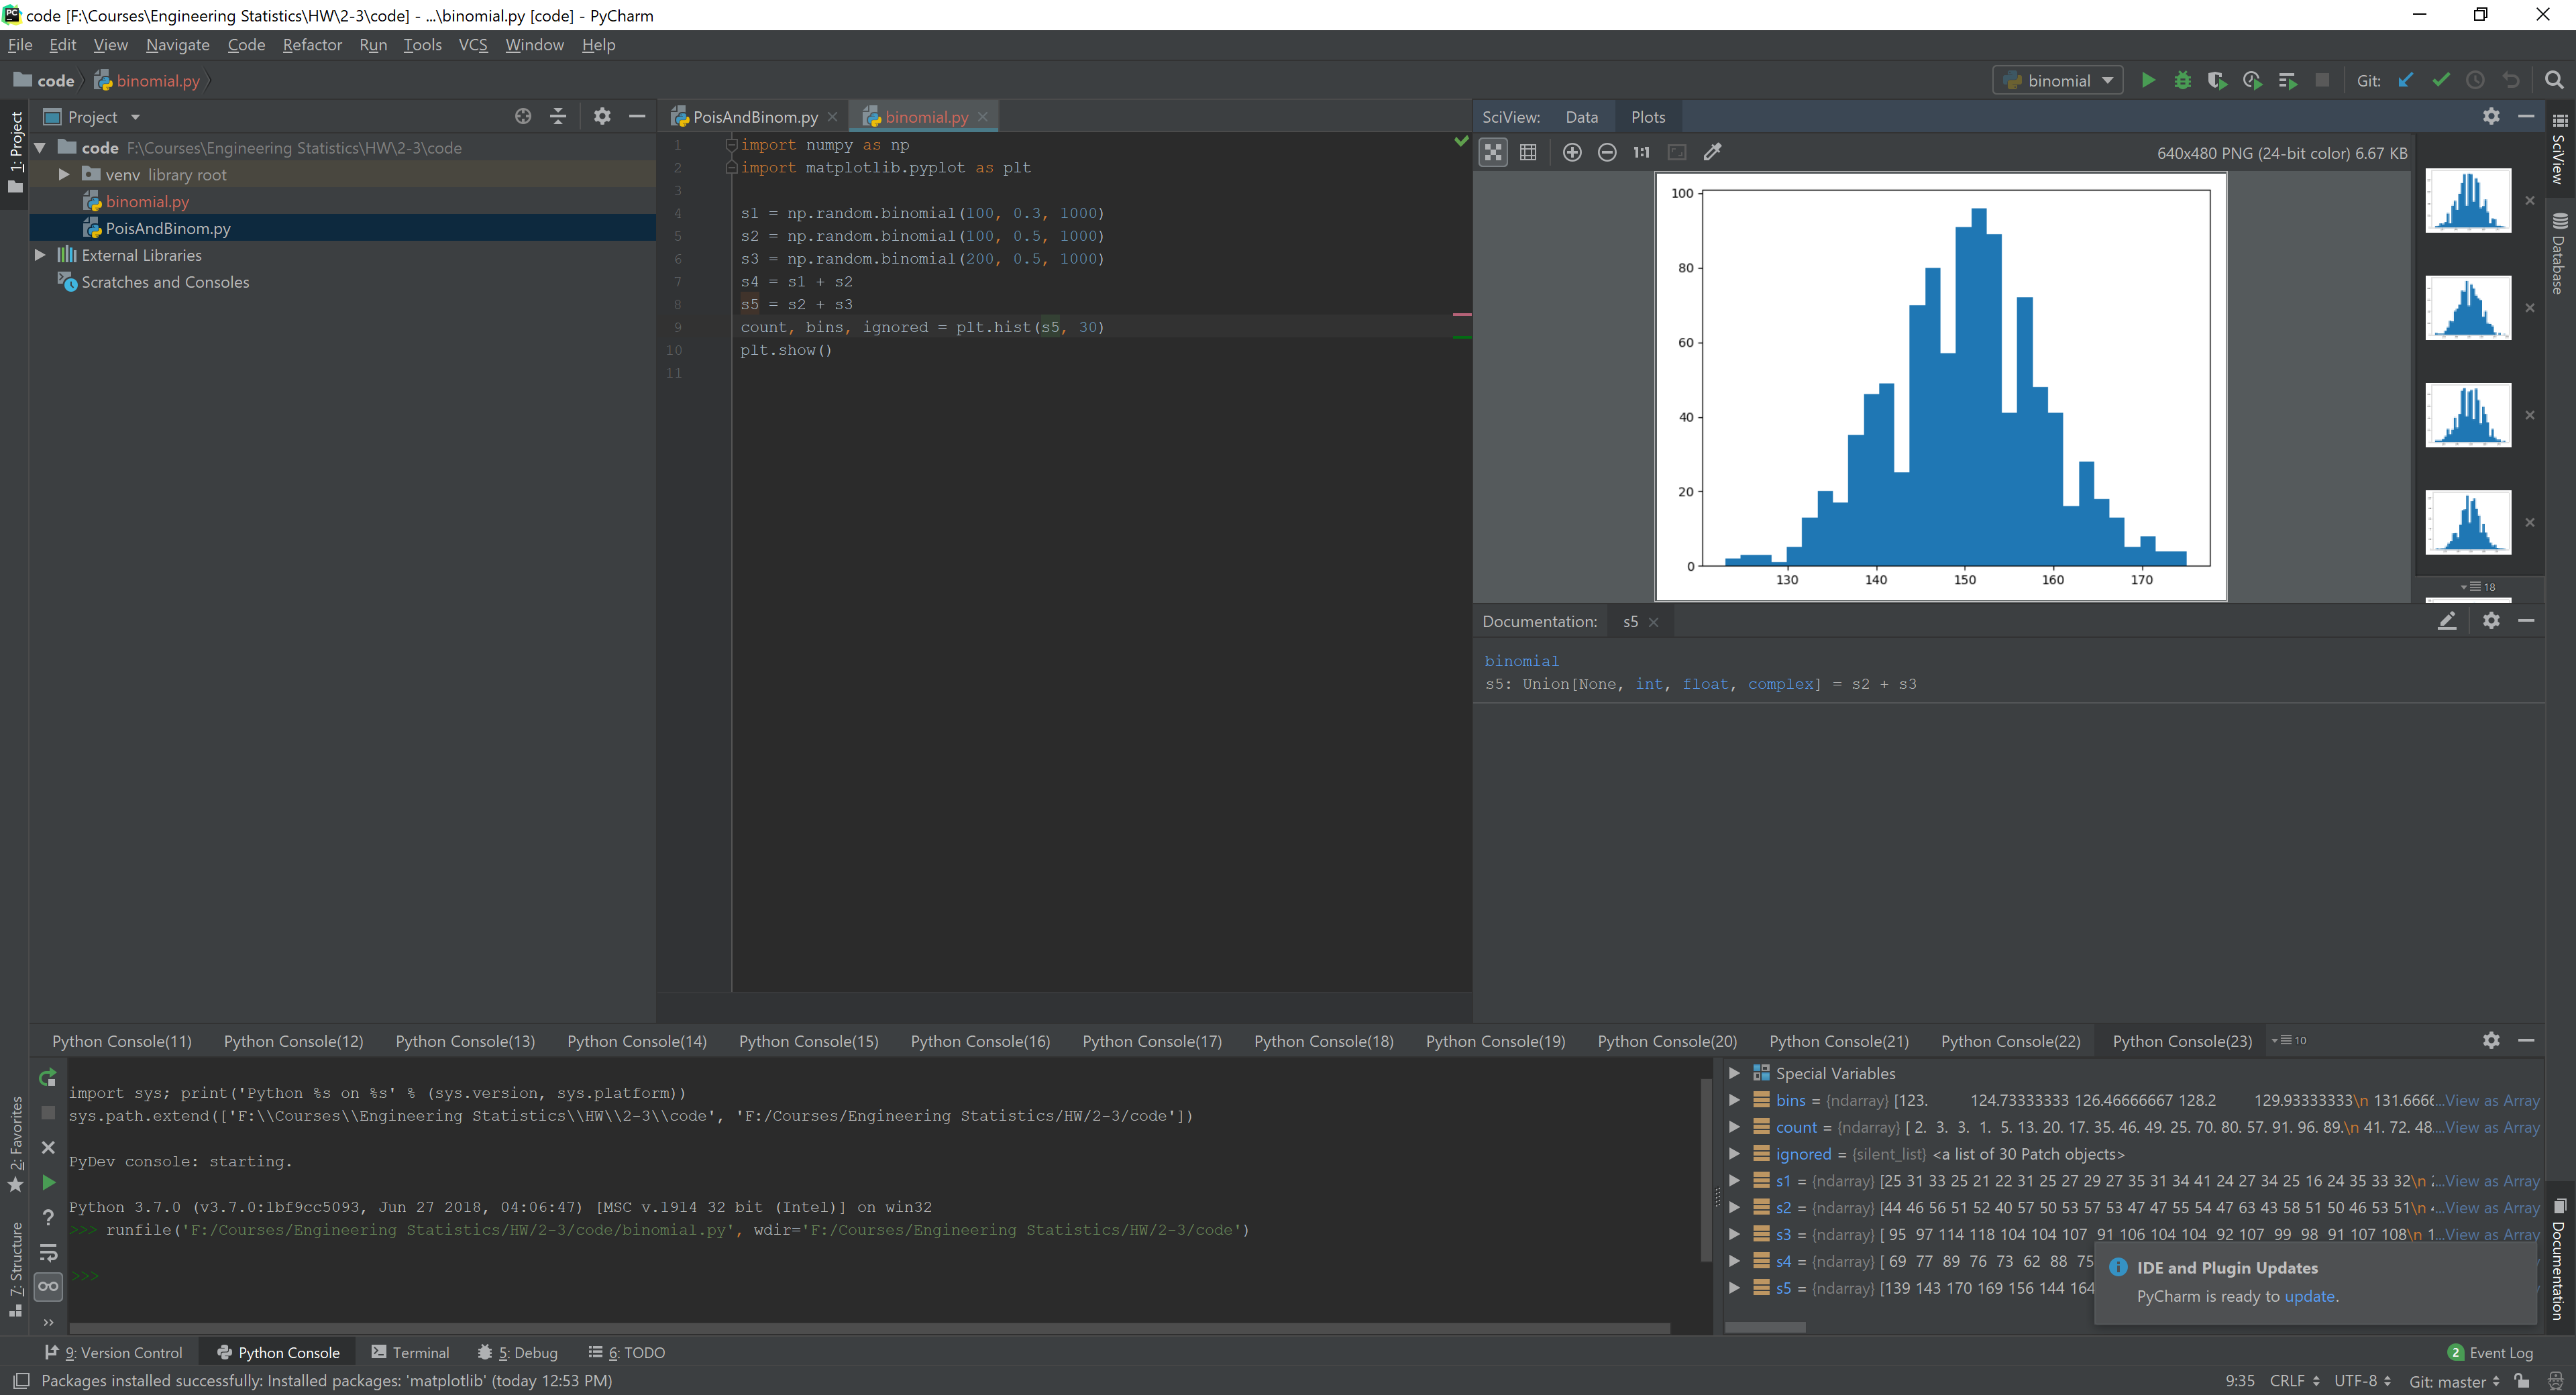 code [F:\Courses\Engineering Statistics\HW\2-3\code] - ...\binomial.py [code] - PyCharm
File Edit View Navigate Code Refactor Run Tools VCS Window Help
code binomial.py
binomial
Git:
1: Project
Project
code F:\Courses\Engineering Statistics\HW\2-3\code
venv library root
binomial.py
PoisAndBinom.py
External Libraries
Scratches and Consoles
PoisAndBinom.py
binomial.py
1 import numpy as np
2 import matplotlib.pyplot as plt
3
4 s1 = np.random.binomial(100, 0.3, 1000)
5 s2 = np.random.binomial(100, 0.5, 1000)
6 s3 = np.random.binomial(200, 0.5, 1000)
7 s4 = s1 + s2
8 s5 = s2 + s3
9 count, bins, ignored = plt.hist(s5, 30)
10 plt.show()
11
SciView: Data Plots
1:1
640x480 PNG (24-bit color) 6.67 KB
100
80
60
40
20
0
130 140 150 160 170
18
SciView
Database
Documentation: s5
binomial
s5: Union[None, int, float, complex] = s2 + s3
Python Console(11) Python Console(12) Python Console(13) Python Console(14) Python Console(15) Python Console(16) Python Console(17) Python Console(18) Python Console(19) Python Console(20) Python Console(21) Python Console(22) Python Console(23) 10
import sys; print('Python %s on %s' % (sys.version, sys.platform))
sys.path.extend(['F:\\Courses\\Engineering Statistics\\HW\\2-3\\code', 'F:/Courses/Engineering Statistics/HW/2-3/code'])
PyDev console: starting.
Python 3.7.0 (v3.7.0:1bf9cc5093, Jun 27 2018, 04:06:47) [MSC v.1914 32 bit (Intel)] on win32
>>> runfile('F:/Courses/Engineering Statistics/HW/2-3/code/binomial.py', wdir='F:/Courses/Engineering Statistics/HW/2-3/code')
>>>
Special Variables
bins = {ndarray} [123. 124.73333333 126.46666667 128.2 129.93333333\n 131.6666...View as Array
count = {ndarray} [ 2. 3. 3. 1. 5. 13. 20. 17. 35. 46. 49. 25. 70. 80. 57. 91. 96. 89.\n 41. 72. 48....View as Array
ignored = {silent_list} <a list of 30 Patch objects>
s1 = {ndarray} [25 31 33 25 21 22 31 25 27 29 27 35 31 34 41 24 27 34 25 16 24 35 33 32\n ...View as Array
s2 = {ndarray} [44 46 56 51 52 40 57 50 53 57 53 47 47 55 54 47 63 43 58 51 50 46 53 51\n ...View as Array
s3 = {ndarray} [ 95 97 114 118 104 104 107 91 106 104 104 92 107 99 98 91 107 108\n 1...View as Array
s4 = {ndarray} [ 69 77 89 76 73 62 88 75
s5 = {ndarray} [139 143 170 169 156 144 164
IDE and Plugin Updates
PyCharm is ready to update.
2: Favorites
7: Structure
Documentation
9: Version Control Python Console Terminal 5: Debug 6: TODO
2 Event Log
Packages installed successfully: Installed packages: 'matplotlib' (today 12:53 PM)
9:35 CRLF UTF-8 Git: master